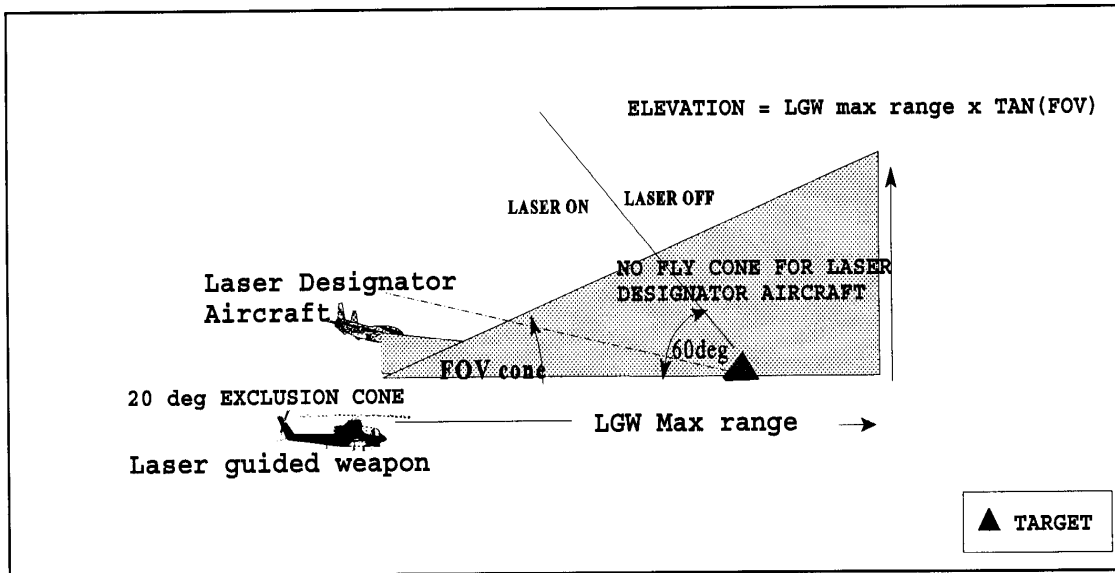 ELEVATION = LGW max range x TAN(FOV)
LASER ON
LASER OFF
NO FLY CONE FOR LASER
DESIGNATOR AIRCRAFT
Laser Designator
Aircraft
60deg
FOV cone
20 deg EXCLUSION CONE
LGW Max range
Laser guided weapon
TARGET